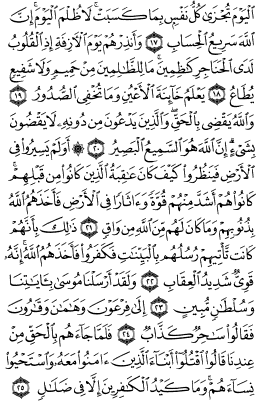 ٱلۡيَوۡمَ تُجۡزَىٰ كُلُّ نَفۡسِۭ بِمَا كَسَبَتۡۚ لَا ظُلۡمَ ٱلۡيَوۡمَۚ إِنَّ
ٱللَّهَ سَرِيعُ ٱلۡحِسَابِ ١٧ وَأَنذِرۡهُمۡ يَوۡمَ ٱلۡأٓزِفَةِ إِذِ ٱلۡقُلُوبُ
لَدَى ٱلۡحَنَاجِرِ كَٰظِمِينَۚ مَا لِلظَّٰلِمِينَ مِنۡ حَمِيمٖ وَلَا شَفِيعٖ
يُطَاعُ ١٨ يَعۡلَمُ خَآئِنَةَ ٱلۡأَعۡيُنِ وَمَا تُخۡفِي ٱلصُّدُورُ ١٩
وَٱللَّهُ يَقۡضِي بِٱلۡحَقِّۖ وَٱلَّذِينَ يَدۡعُونَ مِن دُونِهِۦ لَا يَقۡضُونَ
بِشَيۡءٍۗ إِنَّ ٱللَّهَ هُوَ ٱلسَّمِيعُ ٱلۡبَصِيرُ ٢٠ ۞ أَوَلَمۡ يَسِيرُواْ فِي
ٱلۡأَرۡضِ فَيَنظُرُواْ كَيۡفَ كَانَ عَٰقِبَةُ ٱلَّذِينَ كَانُواْ مِن قَبۡلِهِمۡۚ
كَانُواْ هُمۡ أَشَدَّ مِنۡهُمۡ قُوَّةٗ وَءَاثَارٗا فِي ٱلۡأَرۡضِ فَأَخَذَهُمُ ٱللَّهُ
بِذُنُوبِهِمۡ وَمَا كَانَ لَهُم مِّنَ ٱللَّهِ مِن وَاقٖ ٢١ ذَٰلِكَ بِأَنَّهُمۡ
كَانَت تَّأۡتِيهِمۡ رُسُلُهُم بِٱلۡبَيِّنَٰتِ فَكَفَرُواْ فَأَخَذَهُمُ ٱللَّهُۚ إِنَّهُۥ
قَوِيّٞ شَدِيدُ ٱلۡعِقَابِ ٢٢ وَلَقَدۡ أَرۡسَلۡنَا مُوسَىٰ بِـَٔايَٰتِنَا
وَسُلۡطَٰنٖ مُّبِينٍ ٢٣ إِلَىٰ فِرۡعَوۡنَ وَهَٰمَٰنَ وَقَٰرُونَ
فَقَالُواْ سَٰحِرٞ كَذَّابٞ ٢٤ فَلَمَّا جَآءَهُم بِٱلۡحَقِّ مِنۡ
عِندِنَا قَالُواْ ٱقۡتُلُوٓاْ أَبۡنَآءَ ٱلَّذِينَ ءَامَنُواْ مَعَهُۥ وَٱسۡتَحۡيُواْ
نِسَآءَهُمۡۚ وَمَا كَيۡدُ ٱلۡكَٰفِرِينَ إِلَّا فِي ضَلَٰلٖ ٢٥